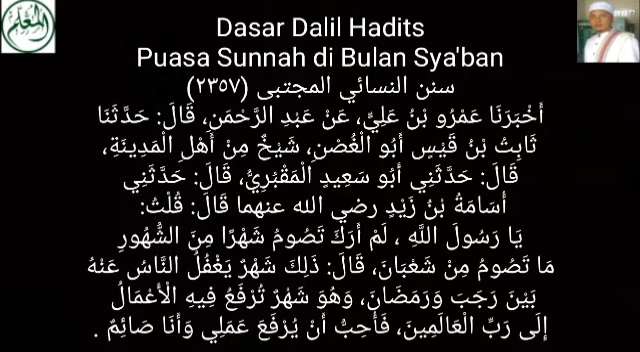 Dasar Dalil Hadits
Puasa Sunnah di Bulan Sya'ban
سنن النسائي المجتبى (٢٣٥٧)
أَخْبَرَنَا عَمْرُو بْنُ عَلِيٍّ، عَنْ عَبْدِ الرَّحْمَنِ، قَالَ: حَدَّثَنَا
ثَابِتُ بْنُ قَيْسٍ أَبُو الْغُصْنِ، شَيْخٌ مِنْ أَهْلِ الْمَدِينَةِ،
قَالَ: حَدَّثَنِي أَبُو سَعِيدٍ الْمَقْبُرِيُّ، قَالَ: حَدَّثَنِي
أُسَامَةُ بْنُ زَيْدٍ رضي الله عنهما قَالَ: قُلْتُ:
يَا رَسُولَ اللَّهِ ، لَمْ أَرَكَ تَصُومُ شَهْرًا مِنَ الشُّهُورِ
مَا تَصُومُ مِنْ شَعْبَانَ، قَالَ: ذَلِكَ شَهْرٌ يَغْفُلُ النَّاسُ عَنْهُ
بَيْنَ رَجَبَ وَرَمَضَانَ، وَهُوَ شَهْرٌ تُرْفَعُ فِيهِ الْأَعْمَالُ
إِلَى رَبِّ الْعَالَمِينَ، فَأُحِبُّ أَنْ يُرْفَعَ عَمَلِي وَأَنَا صَائِمٌ .